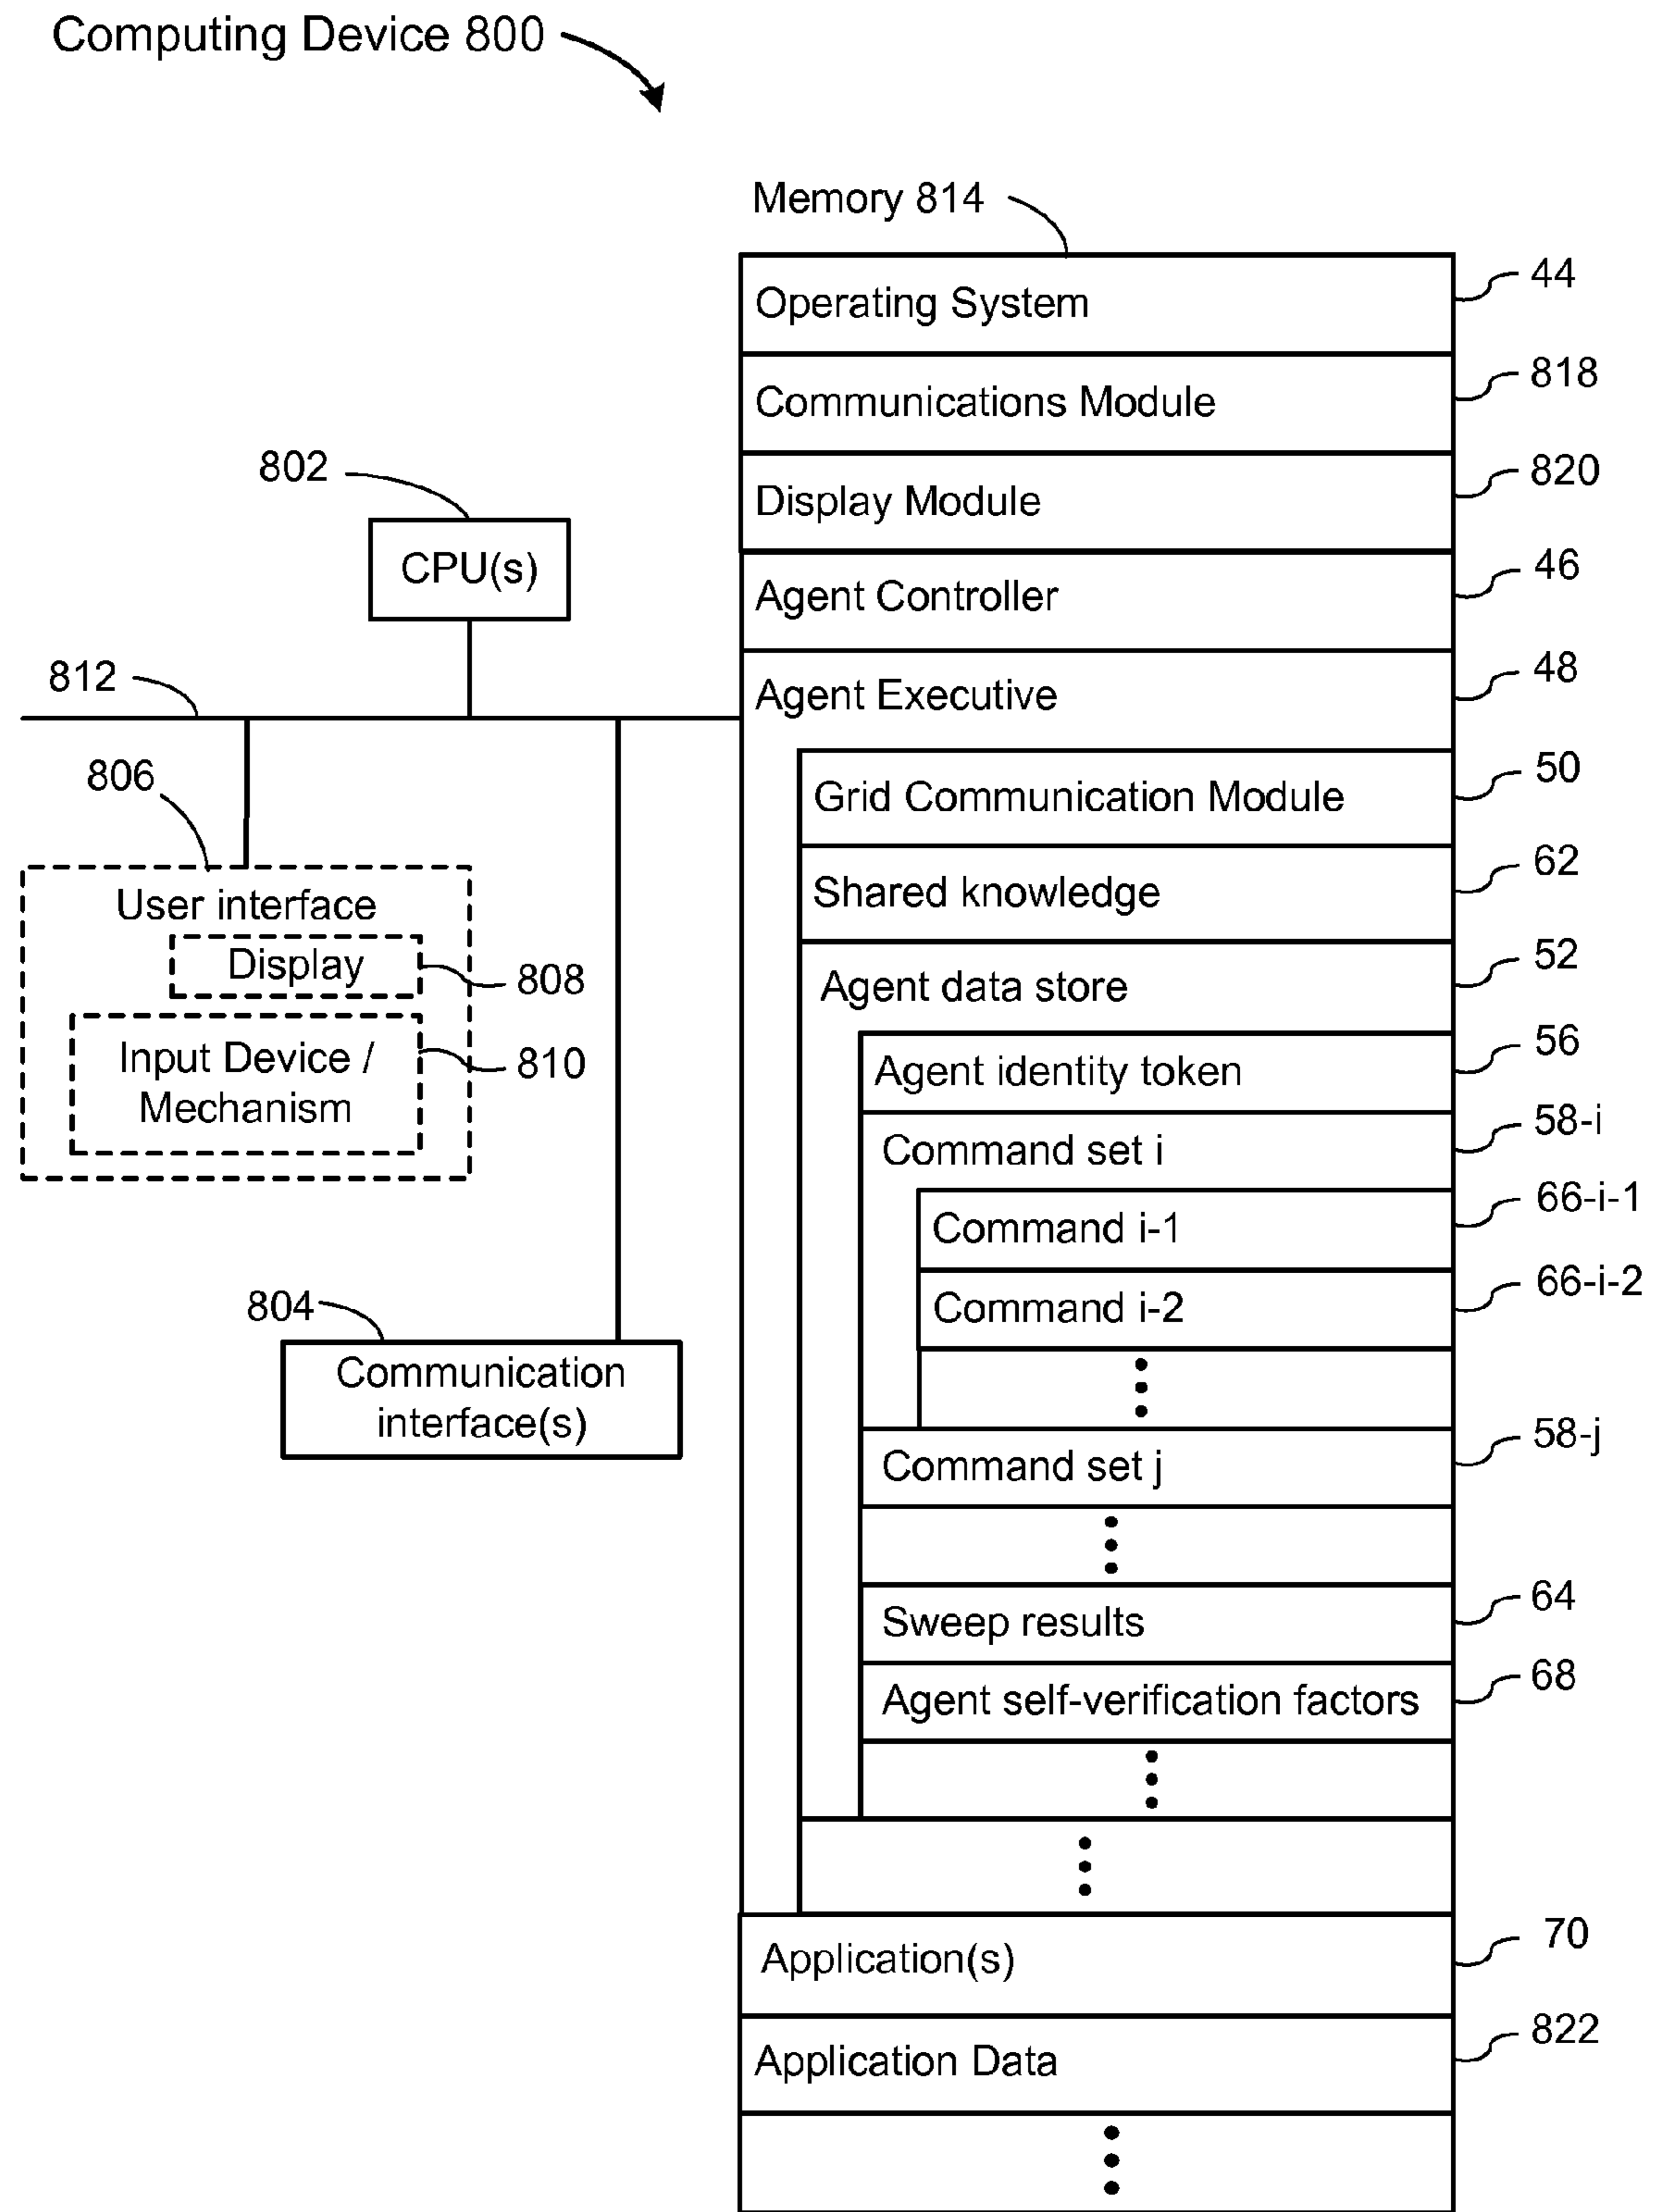 Computing Device 800
Memory 814
Operating System
44
Communications Module
818
Display Module
820
802
CPU(s)
Agent Controller
46
812
Agent Executive
48
806
Grid Communication Module
50
Shared knowledge
62
User interface
Display
808
Input Device /
Mechanism
810
Agent data store
52
Agent identity token
56
Command set i
58-i
Command i-1
66-i-1
Command i-2
66-i-2
804
Communication
interface(s)
Command set j
58-j
Sweep results
64
Agent self-verification factors
68
Application(s)
70
Application Data
822